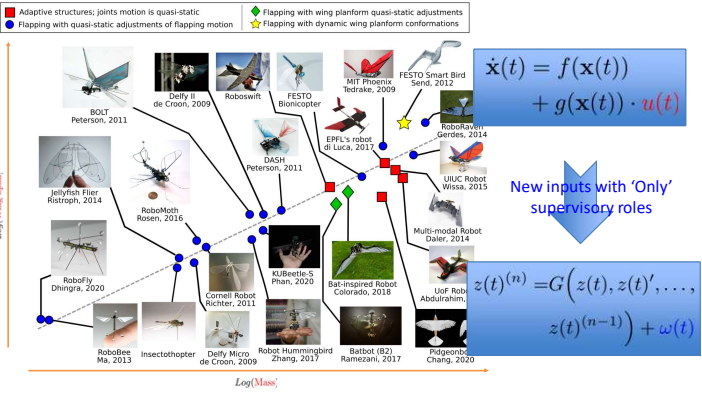 Adaptive structures; joints motion is quasi-static
Flapping with quasi-static adjustments of flapping motion
Flapping with wing planform quasi-static adjustments
Flapping with dynamic wing planform conformations
BOLT
Peterson, 2011
Delfy II
de Croon, 2009
Roboswift
FESTO
Bionicopter
MIT Phoenix
Tedrake, 2009
FESTO Smart Bird
Send, 2012
RoboRaven
Gerdes, 2014
EPFL's robot
di Luca, 2017
DASH
Peterson, 2011
UIUC Robot
Wissa, 2015
Jellyfish Flier
Ristroph, 2014
RoboMoth
Rosen, 2016
Multi-modal Robot
Daler, 2014
RoboFly
Dhingra, 2020
Cornell Robot
Richter, 2011
KUBeetle-S
Phan, 2020
Bat-inspired Robot
Colorado, 2018
UoF Robo
Abdulrahim,
RoboBee
Ma, 2013
Insectothopter
Delfy Micro
de Croon, 2009
Robot Hummingbird
Zhang, 2017
Batbot (B2)
Ramezani, 2017
Pidgeonbo
Chang, 2020
Log(Mass)
ẋ(t) = f(x(t))
+ g(x(t)) · u(t)
New inputs with 'Only'
supervisory roles
z(t)⁽ⁿ⁾ =G(z(t), z(t)′, . . . ,
z(t)⁽ⁿ⁻¹⁾) + ω(t)